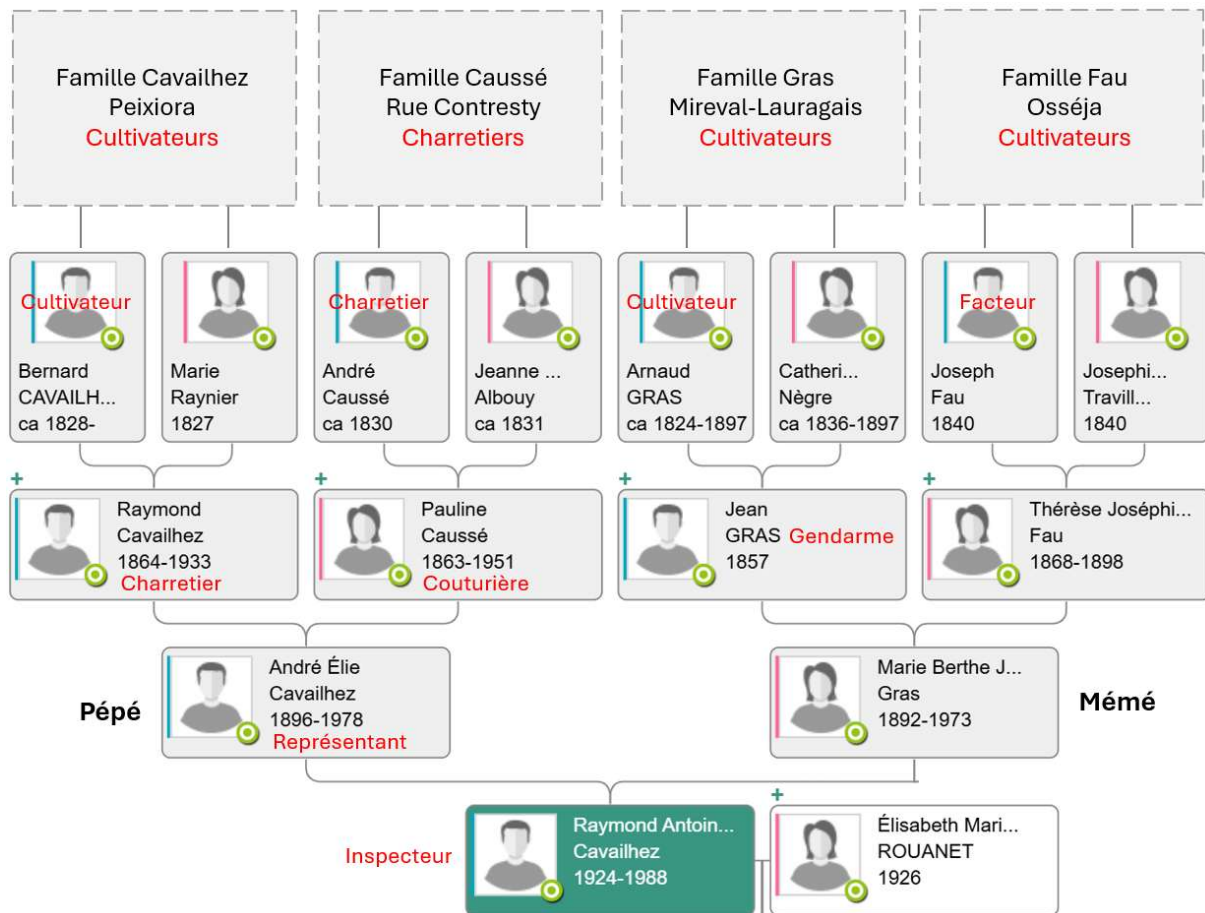 Famille Cavailhez
Peixiora
Cultivateurs
Famille Caussé
Rue Contresty
Charretiers
Famille Gras
Mireval-Lauragais
Cultivateurs
Famille Fau
Osséja
Cultivateurs
Cultivateur
Bernard
CAVAILH...
ca 1828-
Marie
Raynier
1827
Charretier
André
Caussé
ca 1830
Jeanne ...
Albouy
ca 1831
Cultivateur
Arnaud
GRAS
ca 1824-1897
Catheri...
Nègre
ca 1836-1897
Facteur
Joseph
Fau
1840
Josephi...
Travill...
1840
+
Raymond
Cavailhez
1864-1933
Charretier
+
Pauline
Caussé
1863-1951
Couturière
+
Jean
GRAS Gendarme
1857
+
Thérèse Joséphi...
Fau
1868-1898
Pépé
André Élie
Cavailhez
1896-1978
Représentant
Marie Berthe J...
Gras
1892-1973
Mémé
Inspecteur
Raymond Antoin...
Cavailhez
1924-1988
+
Élisabeth Mari...
ROUANET
1926